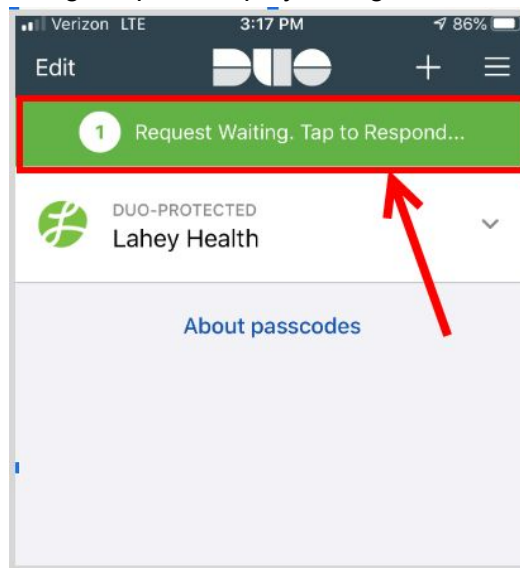 Verizon LTE 3:17 PM 86%
Edit DUO
1 Request Waiting. Tap to Respond...
DUO-PROTECTED
Lahey Health
About passcodes